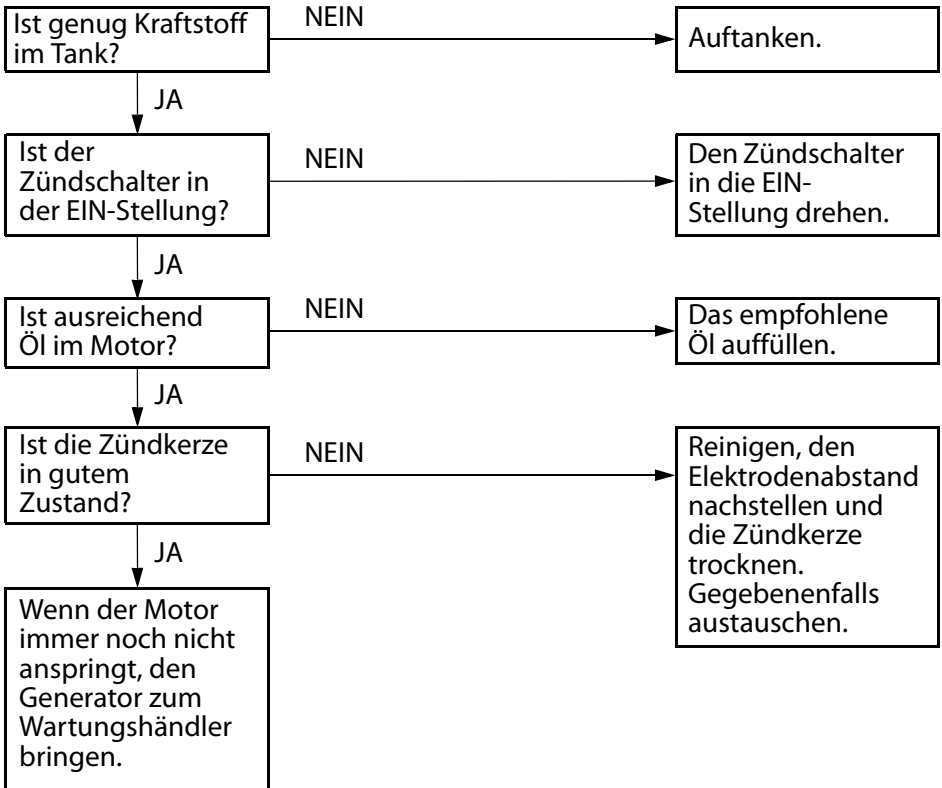 Ist genug Kraftstoff
im Tank?
NEIN
Auftanken.
JA
Ist der
Zündschalter in
der EIN-Stellung?
NEIN
Den Zündschalter
in die EIN-
Stellung drehen.
JA
Ist ausreichend
Öl im Motor?
NEIN
Das empfohlene
Öl auffüllen.
JA
Ist die Zündkerze
in gutem
Zustand?
NEIN
Reinigen, den
Elektrodenabstand
nachstellen und
die Zündkerze
trocknen.
Gegebenenfalls
austauschen.
JA
Wenn der Motor
immer noch nicht
anspringt, den
Generator zum
Wartungshändler
bringen.